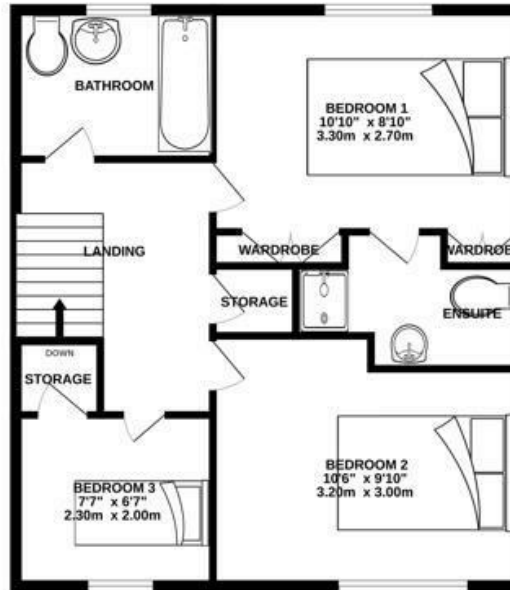 BATHROOM
BEDROOM 1
10'10" x 8'10"
3.30m x 2.70m
LANDING
WARDROBE
WARDROBE
STORAGE
ENSUITE
DOWN
STORAGE
BEDROOM 2
10'6" x 9'10"
3.20m x 3.00m
BEDROOM 3
7'7" x 6'7"
2.30m x 2.00m